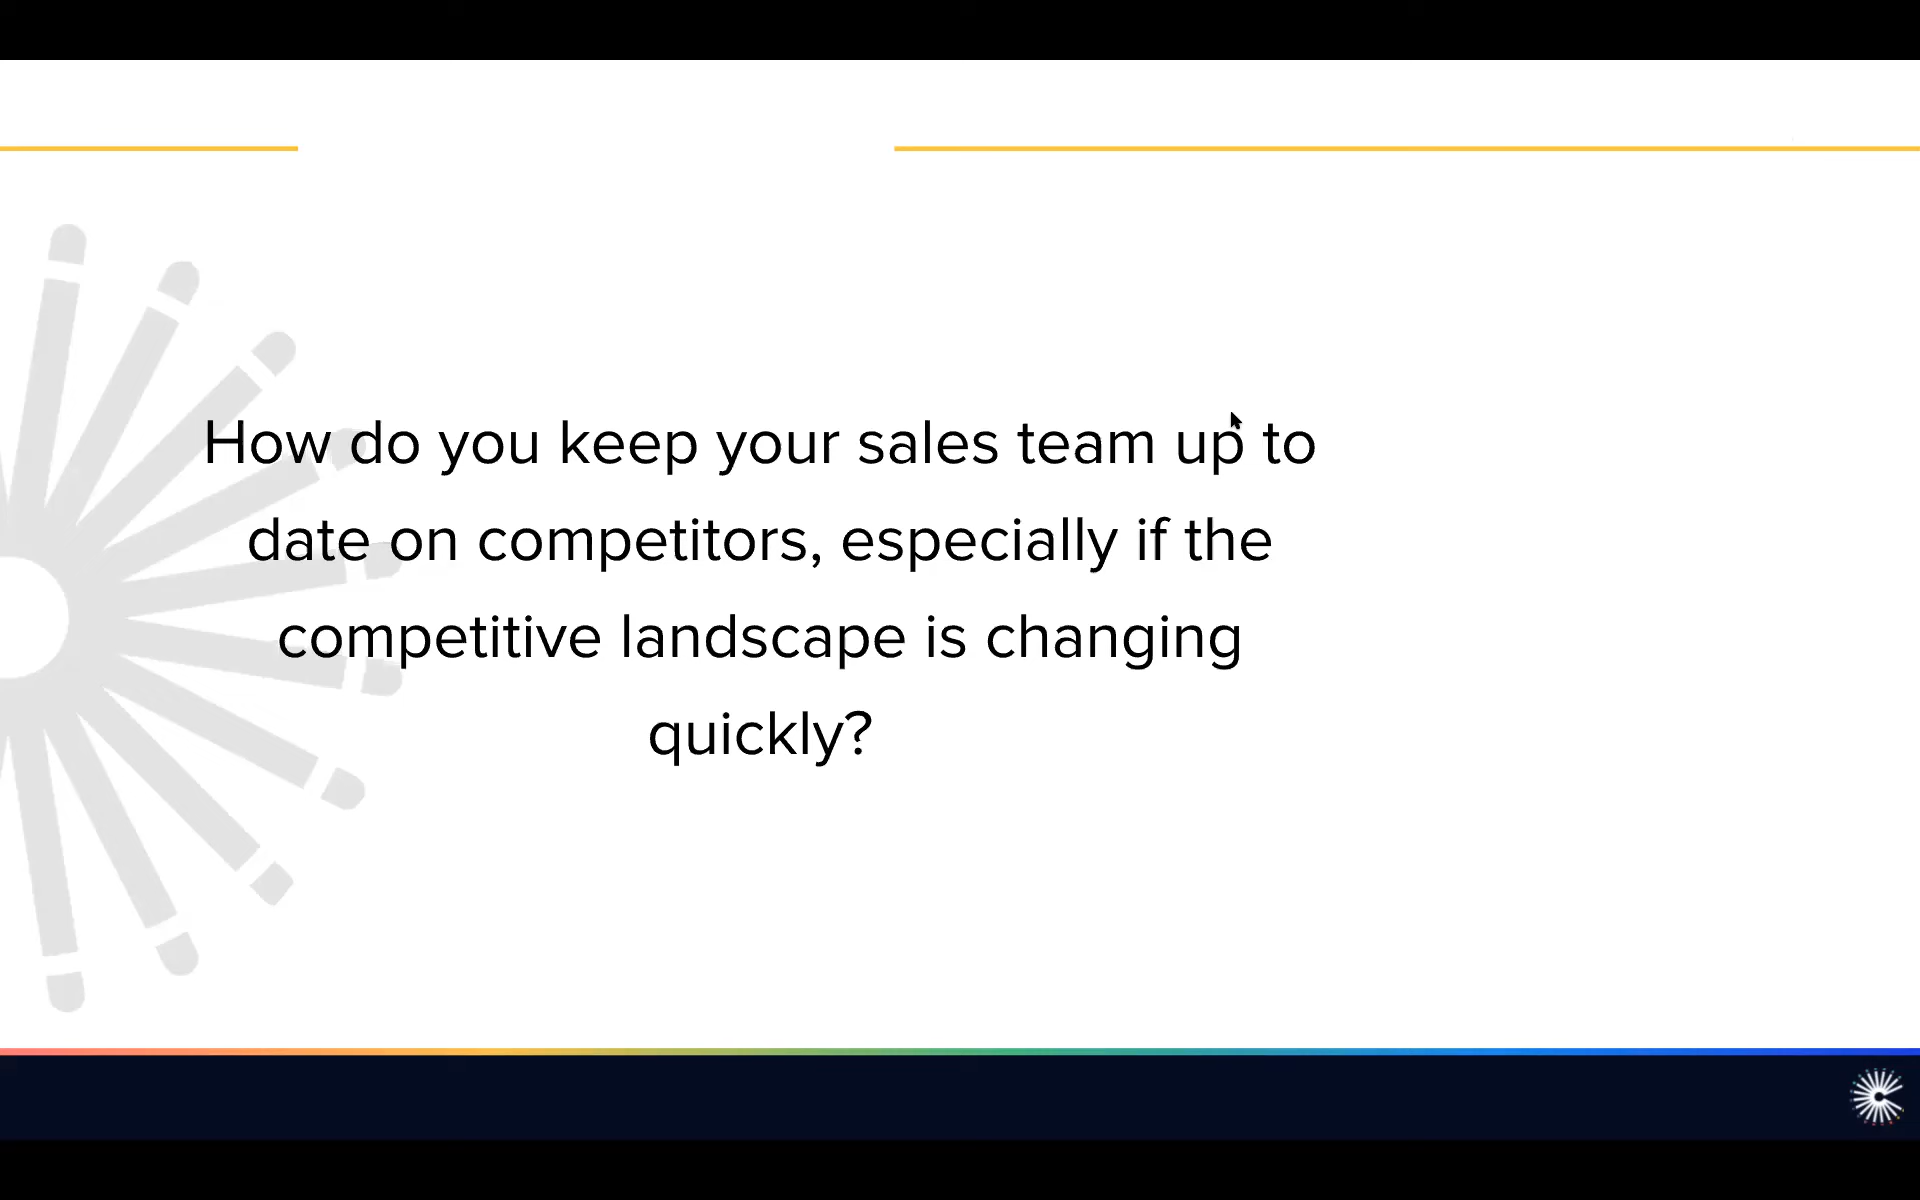 How do you keep your sales team up to
date on competitors, especially if the
competitive landscape is changing
quickly?